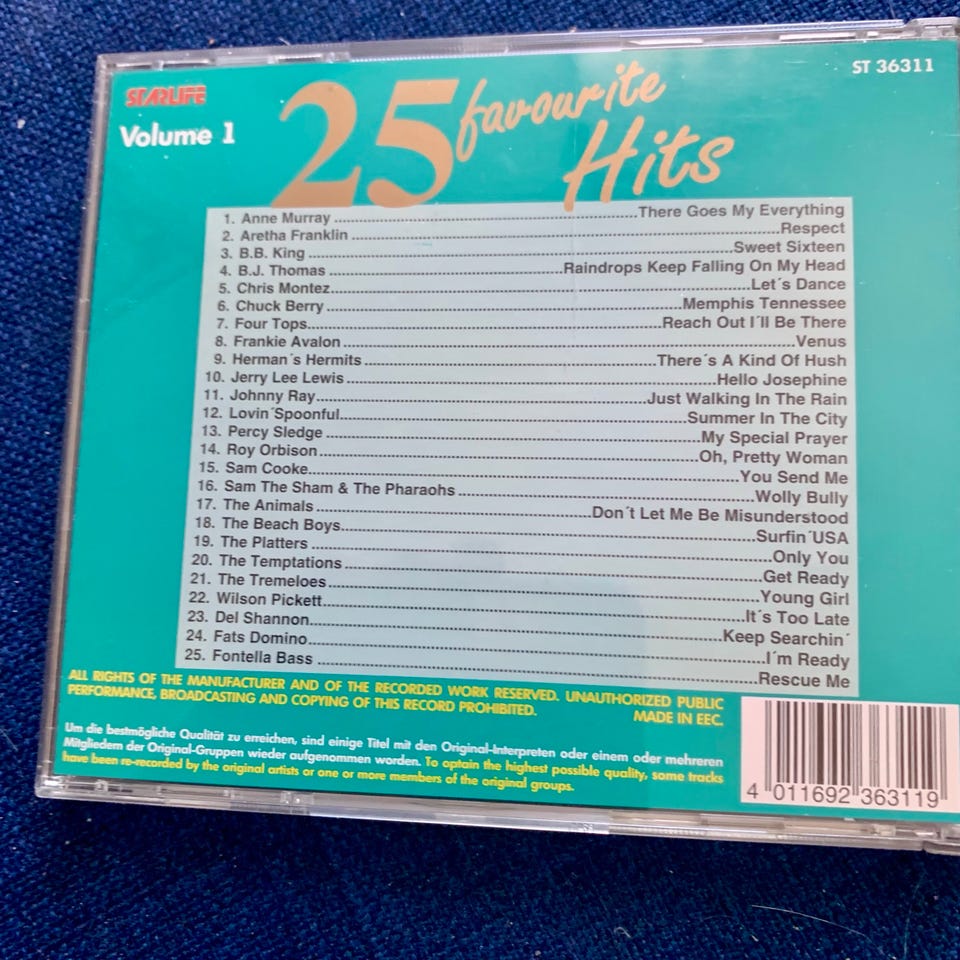 STARLIFE
Volume 1
25 favourite Hits
ST 36311
1. Anne Murray ... There Goes My Everything
2. Aretha Franklin ... Respect
3. B.B. King ... Sweet Sixteen
4. B.J. Thomas ... Raindrops Keep Falling On My Head
5. Chris Montez ... Let´s Dance
6. Chuck Berry ... Memphis Tennessee
7. Four Tops ... Reach Out I´ll Be There
8. Frankie Avalon ... Venus
9. Herman´s Hermits ... There´s A Kind Of Hush
10. Jerry Lee Lewis ... Hello Josephine
11. Johnny Ray ... Just Walking In The Rain
12. Lovin´Spoonful ... Summer In The City
13. Percy Sledge ... My Special Prayer
14. Roy Orbison ... Oh, Pretty Woman
15. Sam Cooke ... You Send Me
16. Sam The Sham & The Pharaohs ... Wolly Bully
17. The Animals ... Don´t Let Me Be Misunderstood
18. The Beach Boys ... Surfin´USA
19. The Platters ... Only You
20. The Temptations ... Get Ready
21. The Tremeloes ... Young Girl
22. Wilson Pickett ... It´s Too Late
23. Del Shannon ... Keep Searchin´
24. Fats Domino ... I´m Ready
25. Fontella Bass ... Rescue Me
ALL RIGHTS OF THE MANUFACTURER AND OF THE RECORDED WORK RESERVED. UNAUTHORIZED PUBLIC
PERFORMANCE, BROADCASTING AND COPYING OF THIS RECORD PROHIBITED. MADE IN EEC.
Um die bestmögliche Qualität zu erreichen, sind einige Titel mit den Original-Interpreten oder einem oder mehreren
Mitgliedern der Original-Gruppen wieder aufgenommen worden. To optain the highest possible quality, some tracks
have been re-recorded by the original artists or one or more members of the original groups.
4 011692 363119